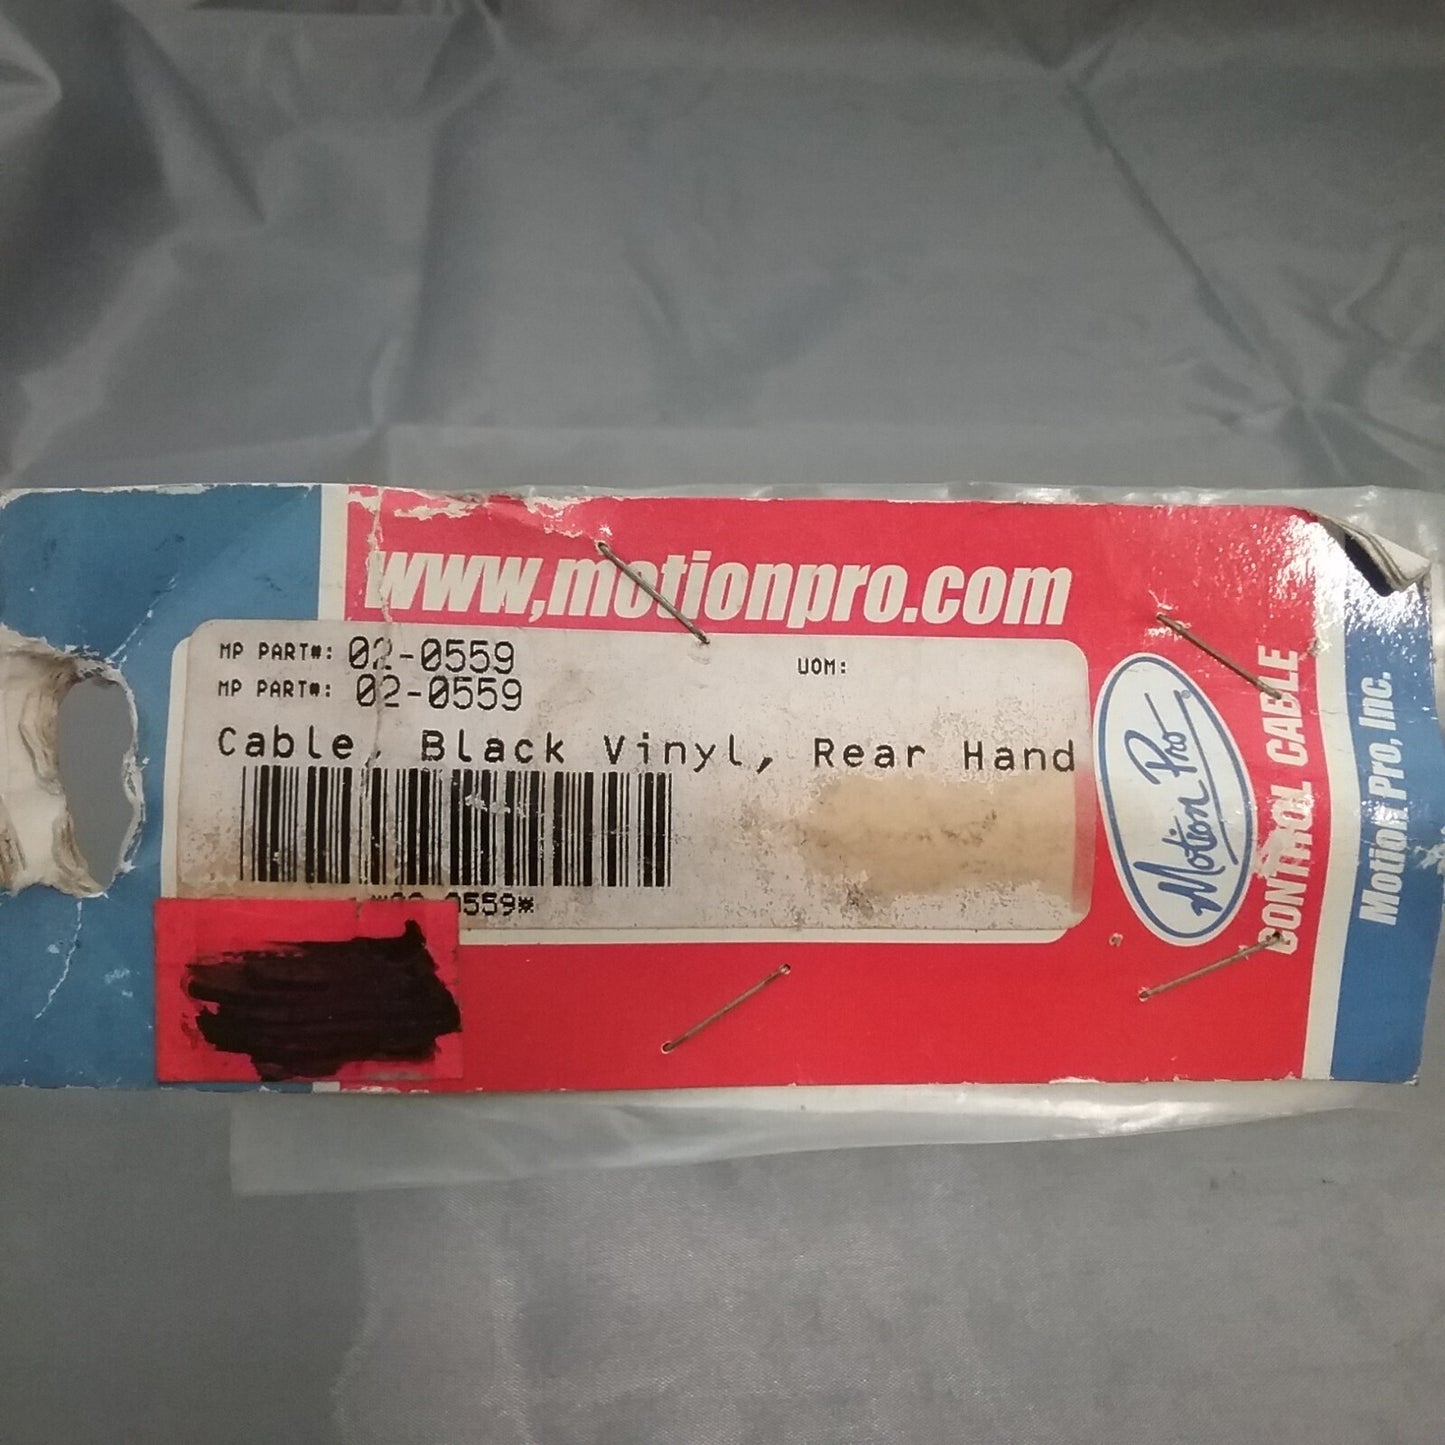 www.motionpro.com
MP PART#: 02-0559 UOM:
MP PART#: 02-0559
Cable, Black Vinyl, Rear Hand
Motion Pro®
CONTROL CABLE
Motion Pro, Inc.